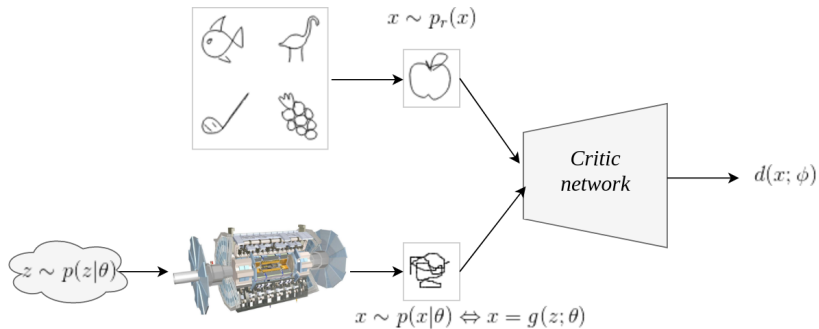 x ∼ p_r(x)
Critic
network
d(x; ϕ)
z ∼ p(z|θ)
x ∼ p(x|θ) ⇔ x = g(z; θ)